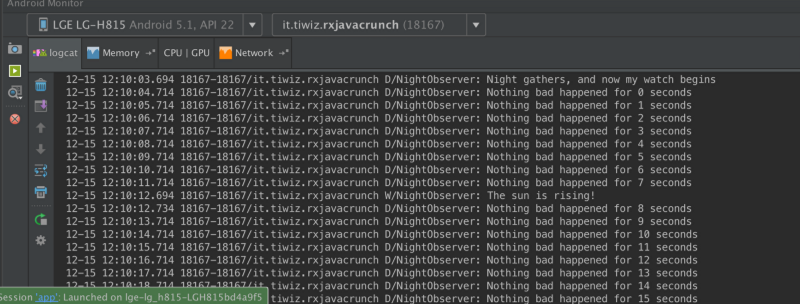 Android Monitor
LGE LG-H815 Android 5.1, API 22
it.tiwiz.rxjavacrunch (18167)
logcat Memory →* CPU | GPU Network →*
12-15 12:10:03.694 18167-18167/it.tiwiz.rxjavacrunch D/NightObserver: Night gathers, and now my watch begins
12-15 12:10:04.714 18167-18167/it.tiwiz.rxjavacrunch D/NightObserver: Nothing bad happened for 0 seconds
12-15 12:10:05.714 18167-18167/it.tiwiz.rxjavacrunch D/NightObserver: Nothing bad happened for 1 seconds
12-15 12:10:06.714 18167-18167/it.tiwiz.rxjavacrunch D/NightObserver: Nothing bad happened for 2 seconds
12-15 12:10:07.714 18167-18167/it.tiwiz.rxjavacrunch D/NightObserver: Nothing bad happened for 3 seconds
12-15 12:10:08.714 18167-18167/it.tiwiz.rxjavacrunch D/NightObserver: Nothing bad happened for 4 seconds
12-15 12:10:09.714 18167-18167/it.tiwiz.rxjavacrunch D/NightObserver: Nothing bad happened for 5 seconds
12-15 12:10:10.714 18167-18167/it.tiwiz.rxjavacrunch D/NightObserver: Nothing bad happened for 6 seconds
12-15 12:10:11.714 18167-18167/it.tiwiz.rxjavacrunch D/NightObserver: Nothing bad happened for 7 seconds
12-15 12:10:12.694 18167-18167/it.tiwiz.rxjavacrunch W/NightObserver: The sun is rising!
12-15 12:10:12.734 18167-18167/it.tiwiz.rxjavacrunch D/NightObserver: Nothing bad happened for 8 seconds
12-15 12:10:13.714 18167-18167/it.tiwiz.rxjavacrunch D/NightObserver: Nothing bad happened for 9 seconds
12-15 12:10:14.714 18167-18167/it.tiwiz.rxjavacrunch D/NightObserver: Nothing bad happened for 10 seconds
12-15 12:10:15.714 18167-18167/it.tiwiz.rxjavacrunch D/NightObserver: Nothing bad happened for 11 seconds
12-15 12:10:16.714 18167-18167/it.tiwiz.rxjavacrunch D/NightObserver: Nothing bad happened for 12 seconds
12-15 12:10:17.714 18167-18167/it.tiwiz.rxjavacrunch D/NightObserver: Nothing bad happened for 13 seconds
12-15 12:10:18.714 18167-18167/it.tiwiz.rxjavacrunch D/NightObserver: Nothing bad happened for 14 seconds
it.tiwiz.rxjavacrunch D/NightObserver: Nothing bad happened for 15 seconds
Session 'app': Launched on lge-lg_h815-LGH815bd4a9f5